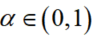 α ∈ (0,1)